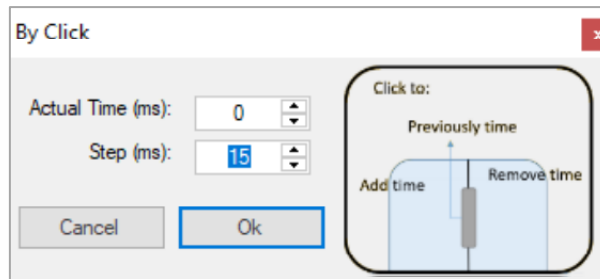 By Click
x
Actual Time (ms): 0
Step (ms): 15
Cancel Ok
Click to:
Previously time
Add time Remove time